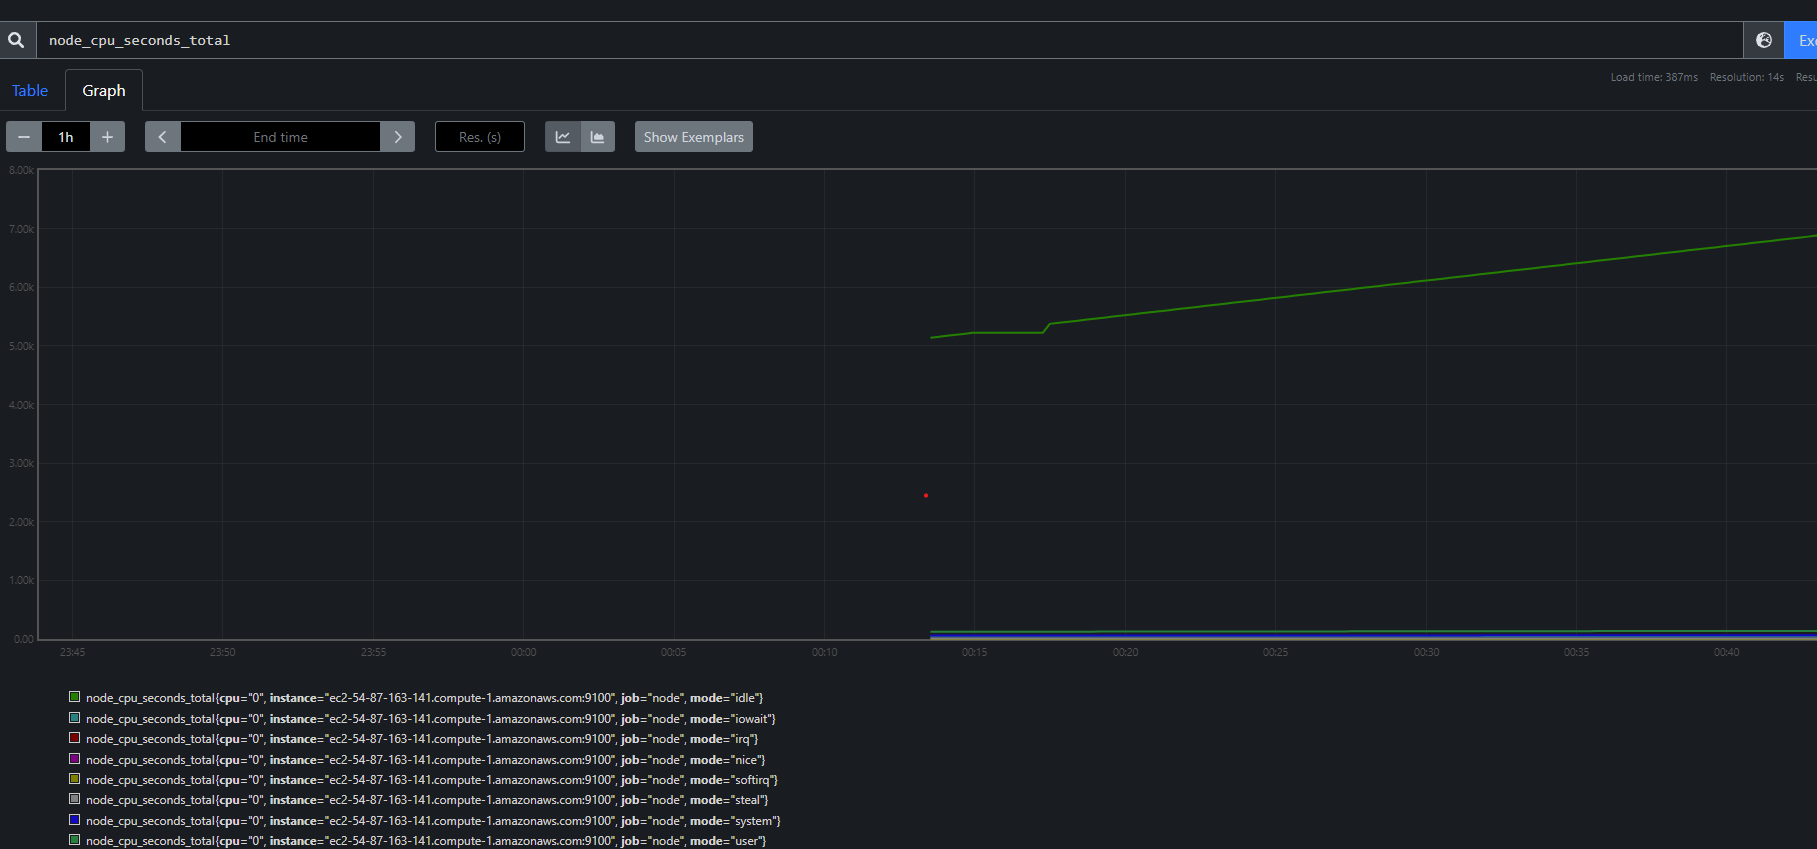 node_cpu_seconds_total
Load time: 387ms Resolution: 14s
Table Graph
1h End time Res. (s) Show Exemplars
8.00k
7.00k
6.00k
5.00k
4.00k
3.00k
2.00k
1.00k
0.00
23:45 23:50 23:55 00:00 00:05 00:10 00:15 00:20 00:25 00:30 00:35 00:40
node_cpu_seconds_total{cpu="0", instance="ec2-54-87-163-141.compute-1.amazonaws.com:9100", job="node", mode="idle"}
node_cpu_seconds_total{cpu="0", instance="ec2-54-87-163-141.compute-1.amazonaws.com:9100", job="node", mode="iowait"}
node_cpu_seconds_total{cpu="0", instance="ec2-54-87-163-141.compute-1.amazonaws.com:9100", job="node", mode="irq"}
node_cpu_seconds_total{cpu="0", instance="ec2-54-87-163-141.compute-1.amazonaws.com:9100", job="node", mode="nice"}
node_cpu_seconds_total{cpu="0", instance="ec2-54-87-163-141.compute-1.amazonaws.com:9100", job="node", mode="softirq"}
node_cpu_seconds_total{cpu="0", instance="ec2-54-87-163-141.compute-1.amazonaws.com:9100", job="node", mode="steal"}
node_cpu_seconds_total{cpu="0", instance="ec2-54-87-163-141.compute-1.amazonaws.com:9100", job="node", mode="system"}
node_cpu_seconds_total{cpu="0", instance="ec2-54-87-163-141.compute-1.amazonaws.com:9100", job="node", mode="user"}